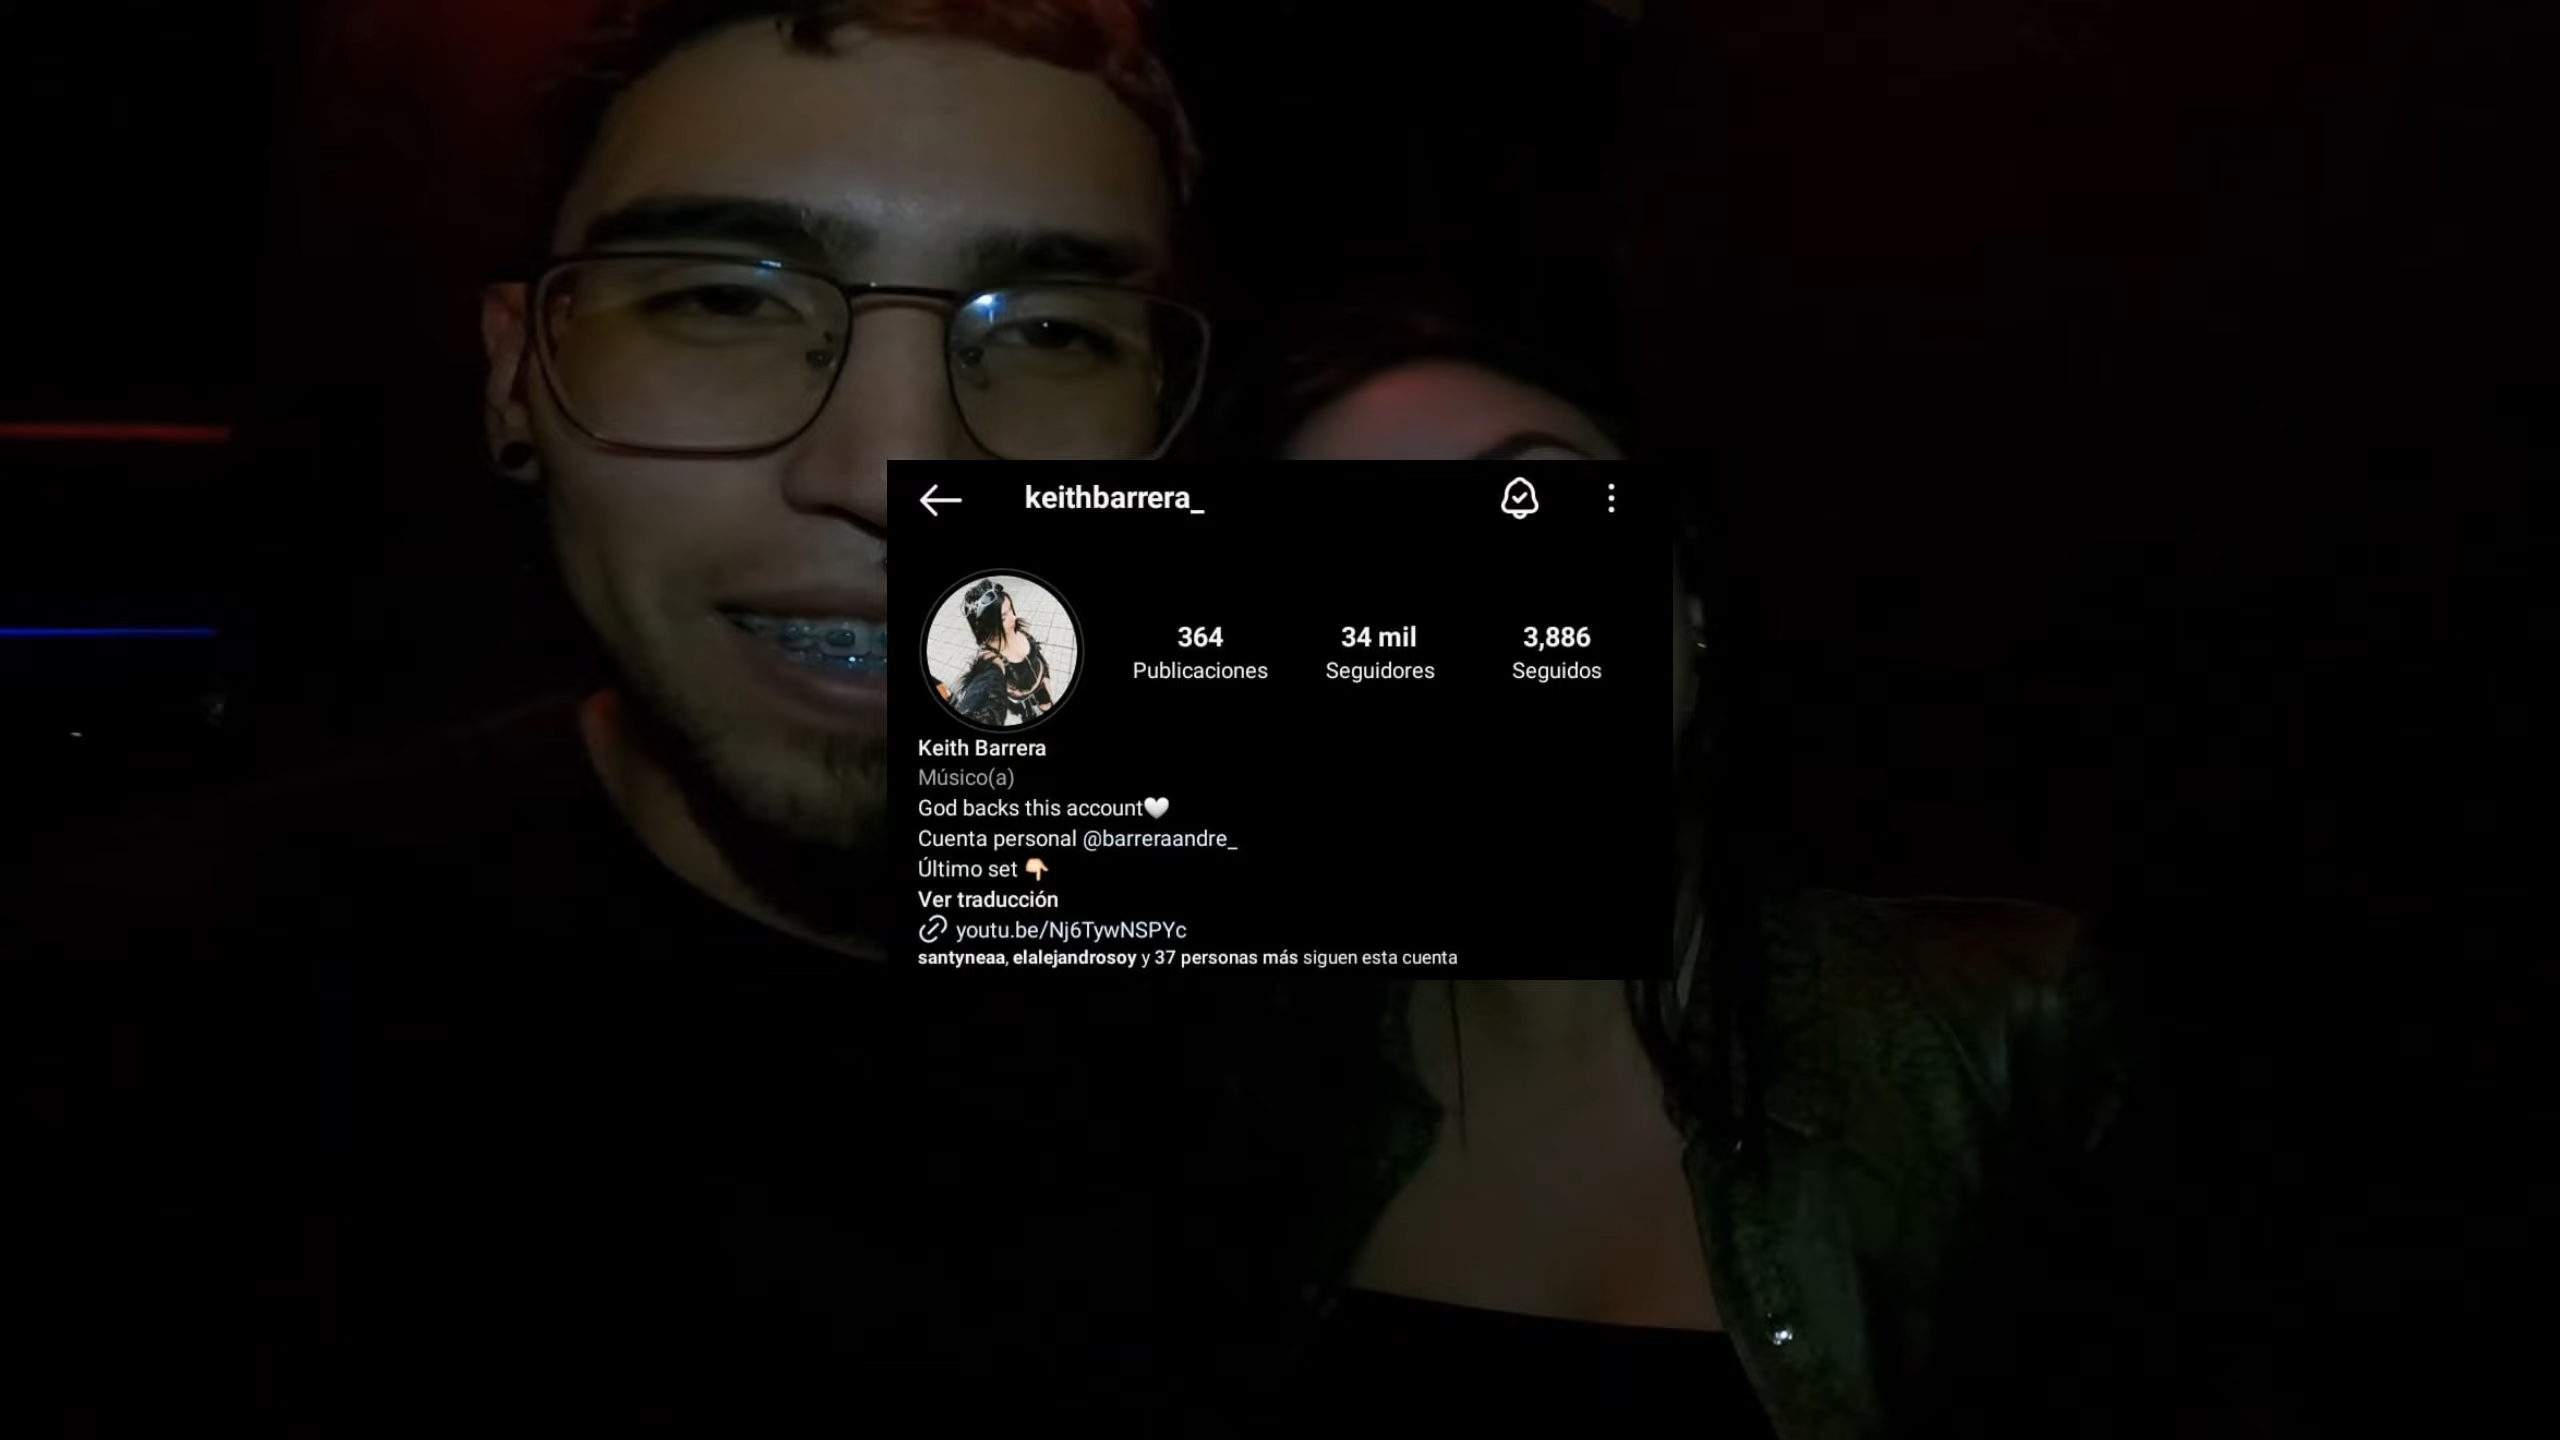 keithbarrera_
364 34 mil 3,886
Publicaciones Seguidores Seguidos
Keith Barrera
Músico(a)
God backs this account🤍
Cuenta personal @barreraandre_
Último set 👇🏻
Ver traducción
youtu.be/Nj6TywNSPYc
santyneaa, elalejandrosoy y 37 personas más siguen esta cuenta